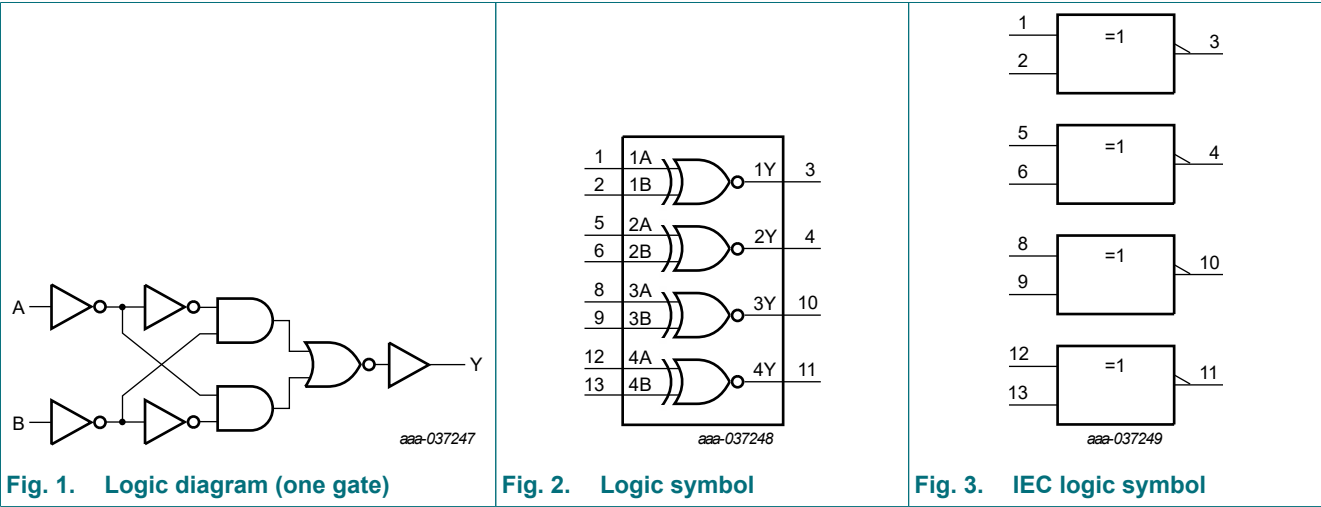 A
B
Y
aaa-037247
Fig. 1. Logic diagram (one gate)
1 1A 1Y 3
2 1B
5 2A 2Y 4
6 2B
8 3A 3Y 10
9 3B
12 4A 4Y 11
13 4B
aaa-037248
Fig. 2. Logic symbol
1 =1 3
2
5 =1 4
6
8 =1 10
9
12 =1 11
13
aaa-037249
Fig. 3. IEC logic symbol